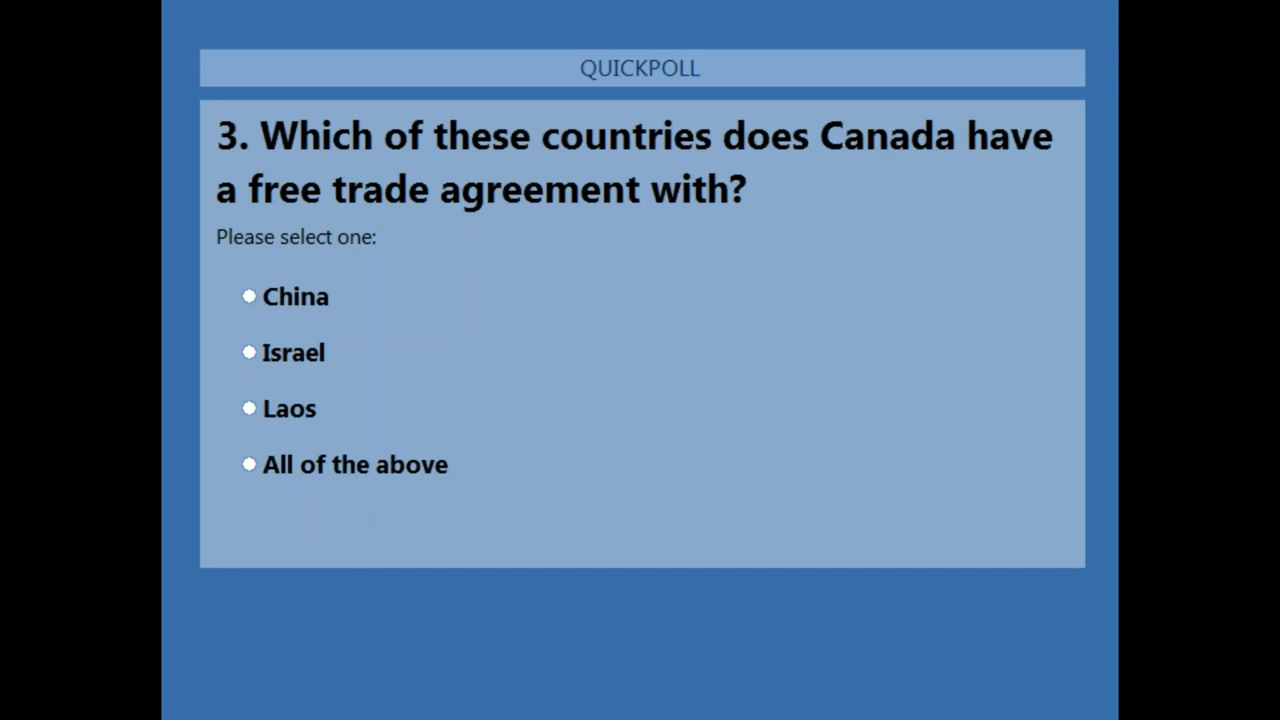 QUICKPOLL
3. Which of these countries does Canada have
a free trade agreement with?
Please select one:
China
Israel
Laos
All of the above